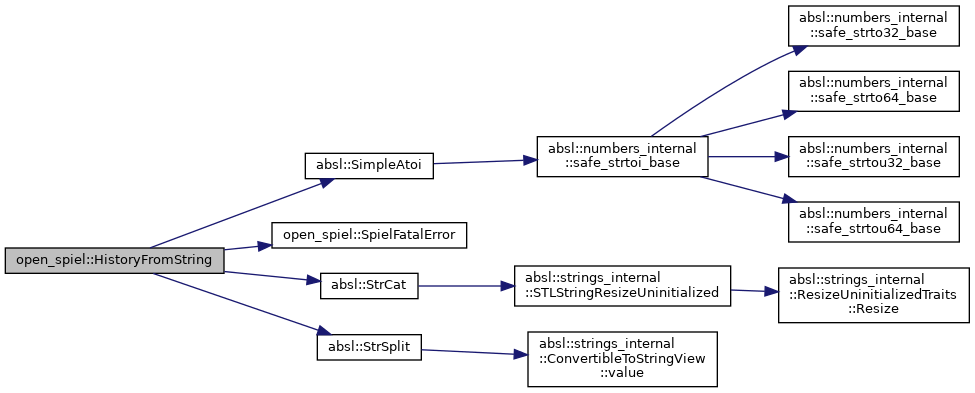 open_spiel::HistoryFromString
absl::SimpleAtoi
open_spiel::SpielFatalError
absl::StrCat
absl::StrSplit
absl::numbers_internal
::safe_strtoi_base
absl::strings_internal
::STLStringResizeUninitialized
absl::strings_internal
::ConvertibleToStringView
::value
absl::numbers_internal
::safe_strto32_base
absl::numbers_internal
::safe_strto64_base
absl::numbers_internal
::safe_strtou32_base
absl::numbers_internal
::safe_strtou64_base
absl::strings_internal
::ResizeUninitializedTraits
::Resize